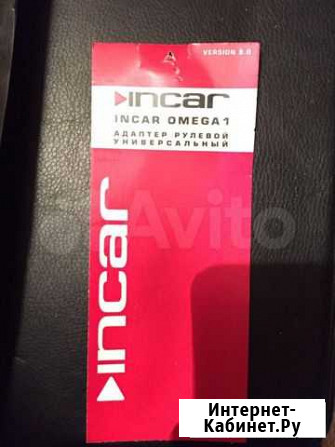 VERSION 8.0
incar
INCAR OMEGA1
АДАПТЕР РУЛЕВОЙ
УНИВЕРСАЛЬНЫЙ
incar
Avito
Интернет-
Кабинет.Ру